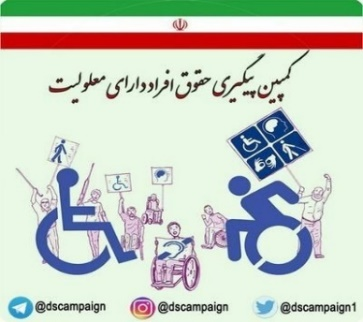 کمپین پیگیری حقوق افراد دارای معلولیت
@dscampaign @dscampaign @dscampaign1